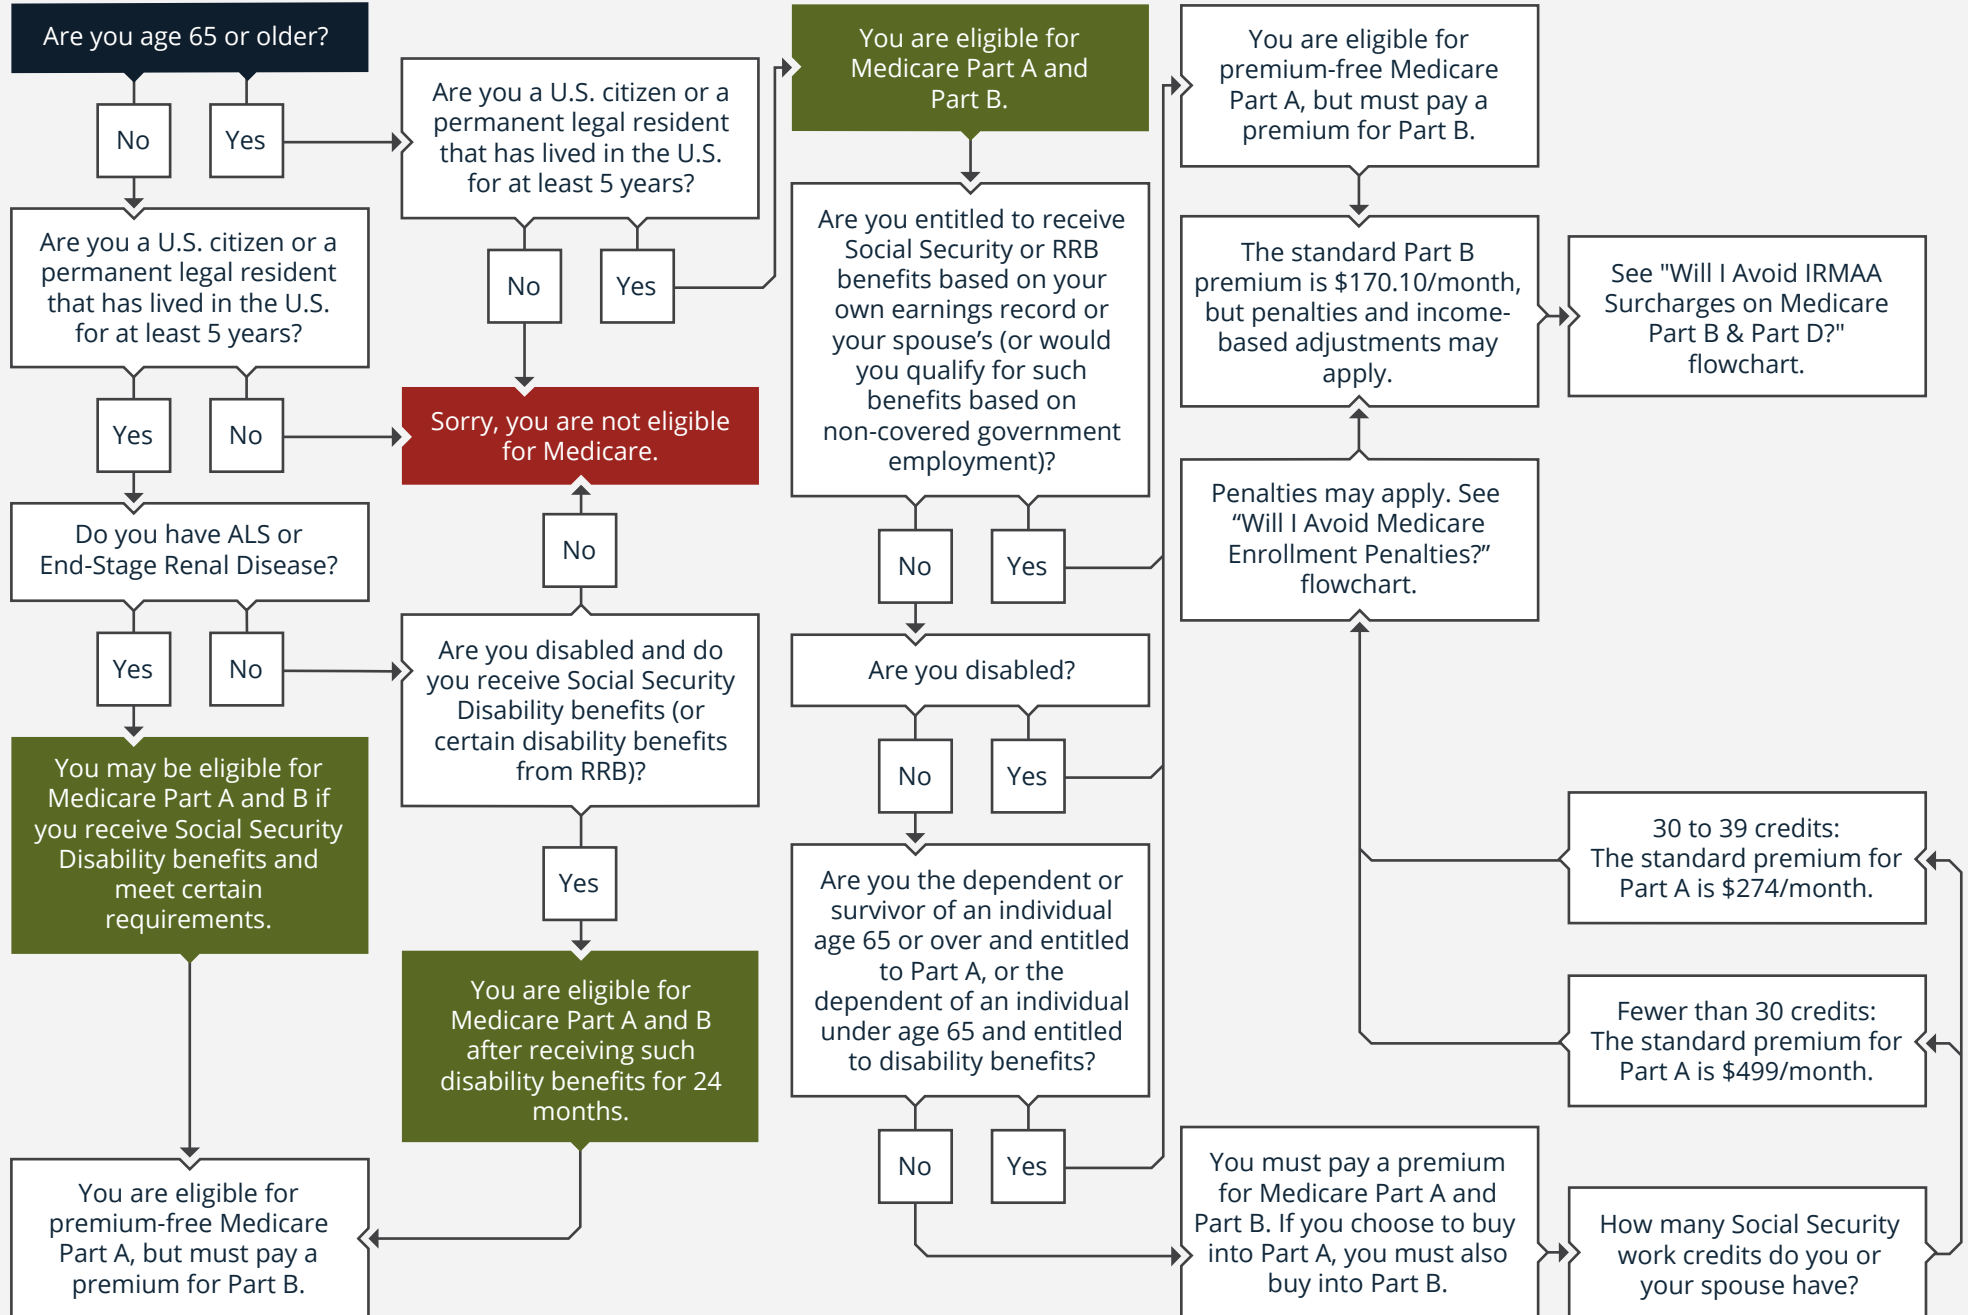 Are you age 65 or older?
No
Yes
Are you a U.S. citizen or a
permanent legal resident
that has lived in the U.S.
for at least 5 years?
Yes
No
Do you have ALS or
End-Stage Renal Disease?
Yes
No
You may be eligible for
Medicare Part A and B if
you receive Social Security
Disability benefits and
meet certain
requirements.
You are eligible for
premium-free Medicare
Part A, but must pay a
premium for Part B.
Are you a U.S. citizen or a
permanent legal resident
that has lived in the U.S.
for at least 5 years?
No
Yes
Sorry, you are not eligible
for Medicare.
No
Are you disabled and do
you receive Social Security
Disability benefits (or
certain disability benefits
from RRB)?
Yes
You are eligible for
Medicare Part A and B
after receiving such
disability benefits for 24
months.
You are eligible for
Medicare Part A and
Part B.
Are you entitled to receive
Social Security or RRB
benefits based on your
own earnings record or
your spouse’s (or would
you qualify for such
benefits based on
non-covered government
employment)?
No
Yes
Are you disabled?
No
Yes
Are you the dependent or
survivor of an individual
age 65 or over and entitled
to Part A, or the
dependent of an individual
under age 65 and entitled
to disability benefits?
No
Yes
You are eligible for
premium-free Medicare
Part A, but must pay a
premium for Part B.
The standard Part B
premium is $170.10/month,
but penalties and income-
based adjustments may
apply.
See "Will I Avoid IRMAA
Surcharges on Medicare
Part B & Part D?"
flowchart.
Penalties may apply. See
“Will I Avoid Medicare
Enrollment Penalties?”
flowchart.
30 to 39 credits:
The standard premium for
Part A is $274/month.
Fewer than 30 credits:
The standard premium for
Part A is $499/month.
You must pay a premium
for Medicare Part A and
Part B. If you choose to buy
into Part A, you must also
buy into Part B.
How many Social Security
work credits do you or
your spouse have?